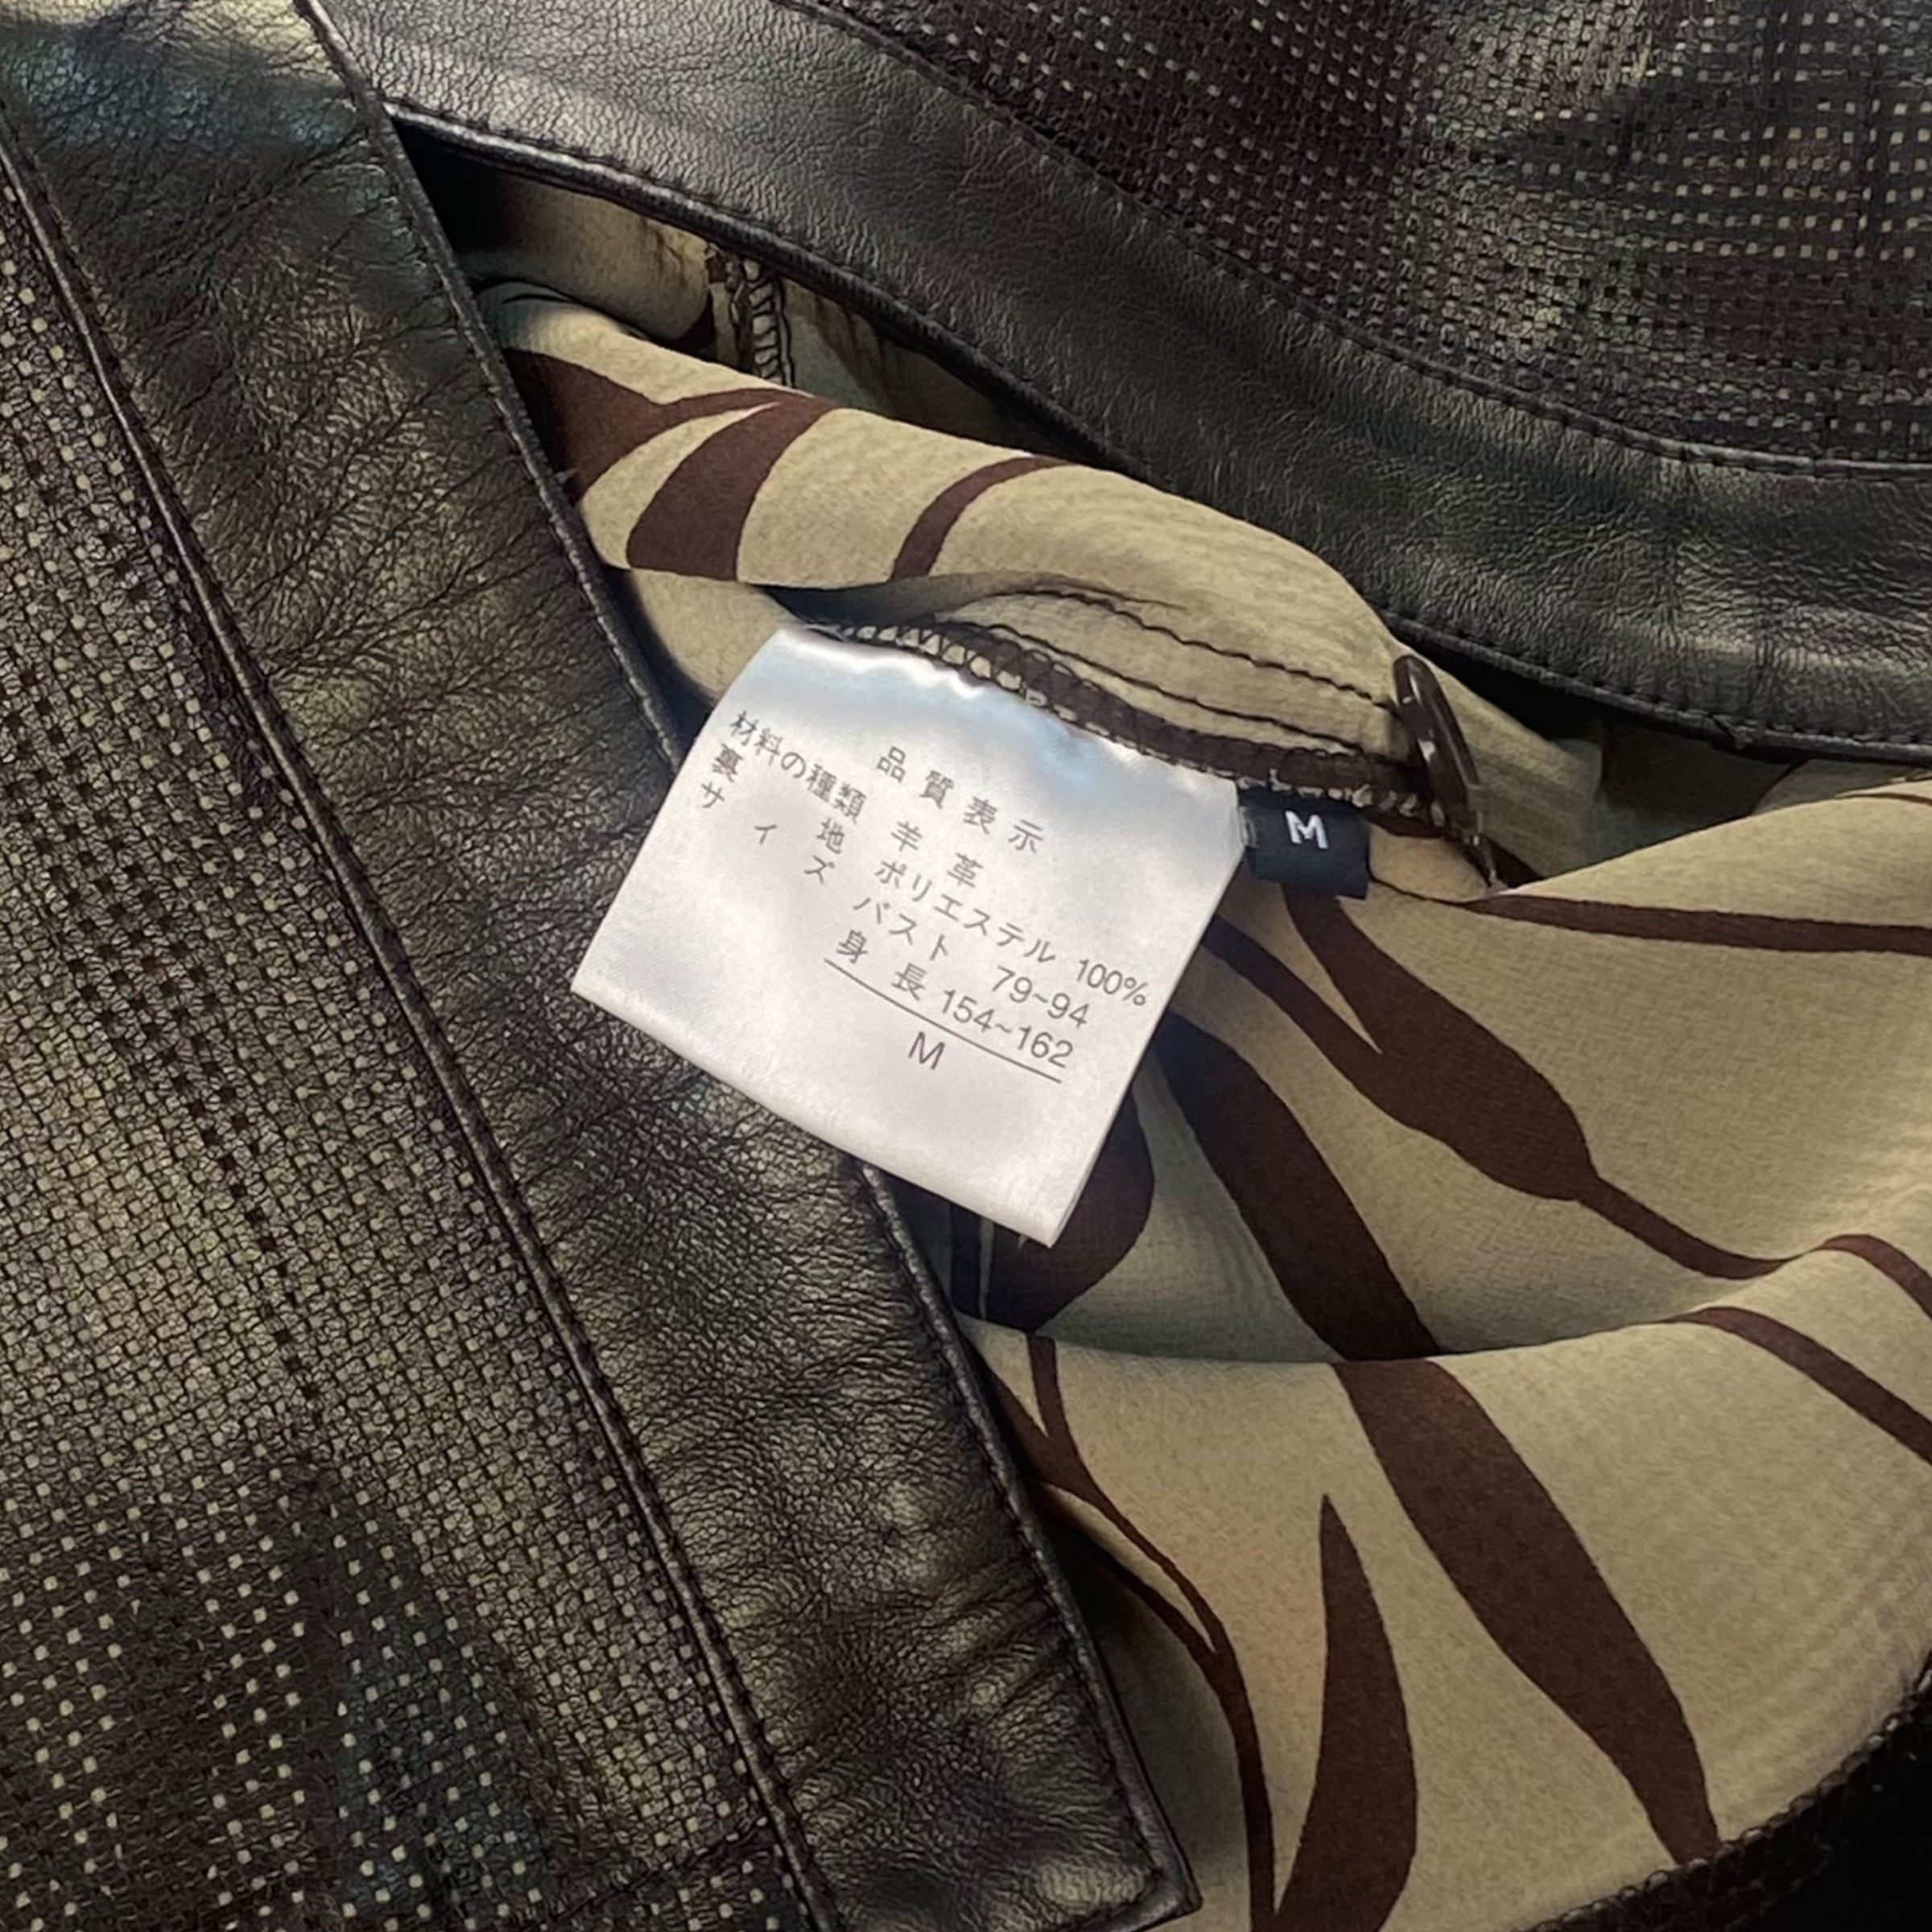 品質表示
材料の種類 羊革
裏地 ポリエステル 100%
サイズ バスト 79~94
身長 154~162
M
M